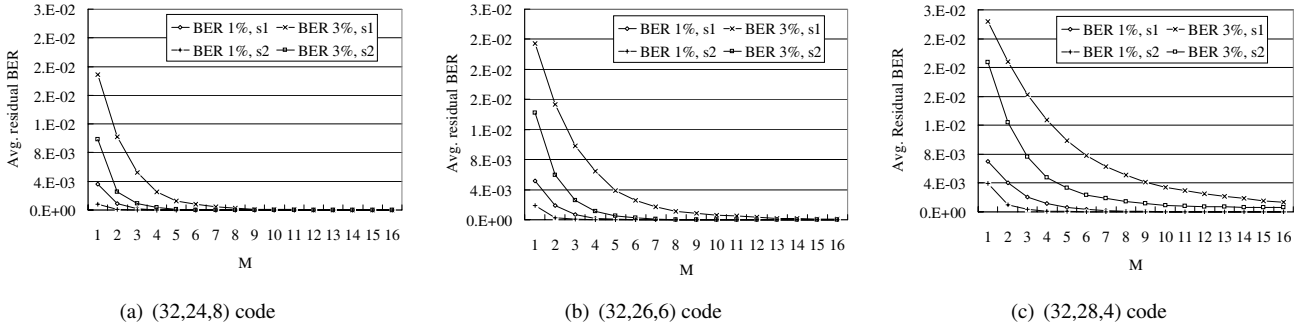 3.E-02
2.E-02
2.E-02
2.E-02
1.E-02
8.E-03
4.E-03
0.E+00
Avg. residual BER
BER 1%, s1 BER 3%, s1
BER 1%, s2 BER 3%, s2
1 2 3 4 5 6 7 8 9 10 11 12 13 14 15 16
M
(a) (32,24,8) code
3.E-02
2.E-02
2.E-02
2.E-02
1.E-02
8.E-03
4.E-03
0.E+00
Avg. residual BER
BER 1%, s1 BER 3%, s1
BER 1%, s2 BER 3%, s2
1 2 3 4 5 6 7 8 9 10 11 12 13 14 15 16
M
(b) (32,26,6) code
3.E-02
2.E-02
2.E-02
2.E-02
1.E-02
8.E-03
4.E-03
0.E+00
Avg. Residual BER
BER 1%, s1 BER 3%, s1
BER 1%, s2 BER 3%, s2
1 2 3 4 5 6 7 8 9 10 11 12 13 14 15 16
M
(c) (32,28,4) code